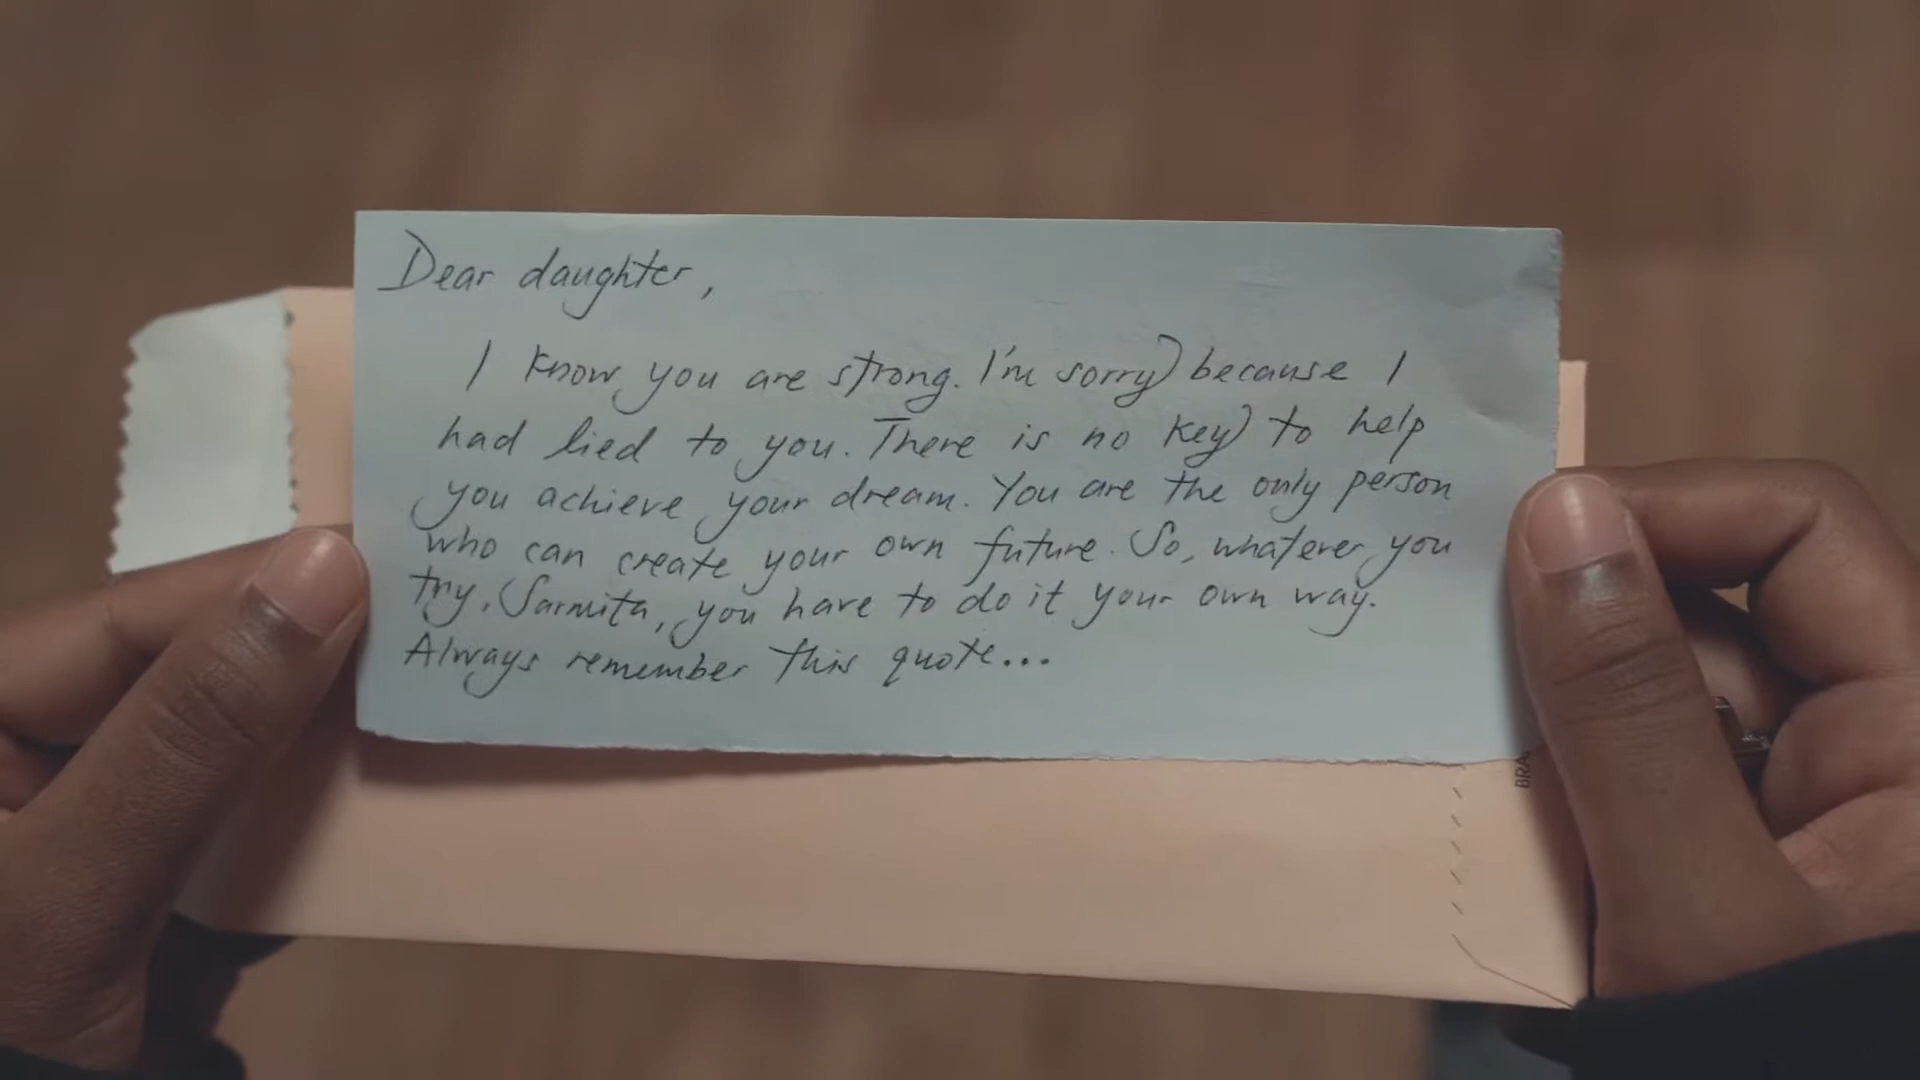 Dear daughter,
I know you are strong. I'm sorry because I
had lied to you. There is no key to help
you achieve your dream. You are the only person
who can create your own future. So, whatever you
try, Sarmita, you have to do it your own way.
Always remember this quote...
BRA